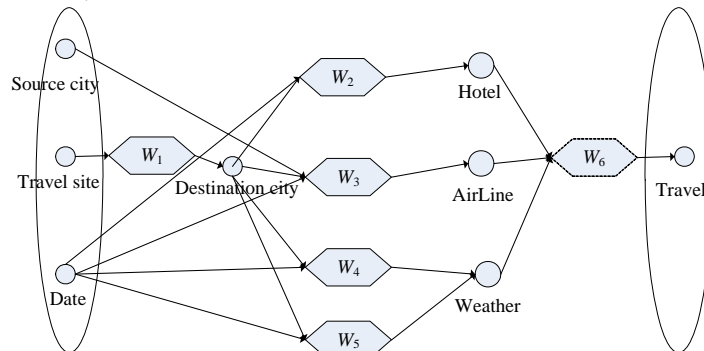 Source city
Travel site
Date
W1
Destination city
W2
W3
W4
W5
Hotel
AirLine
Weather
W6
Travel